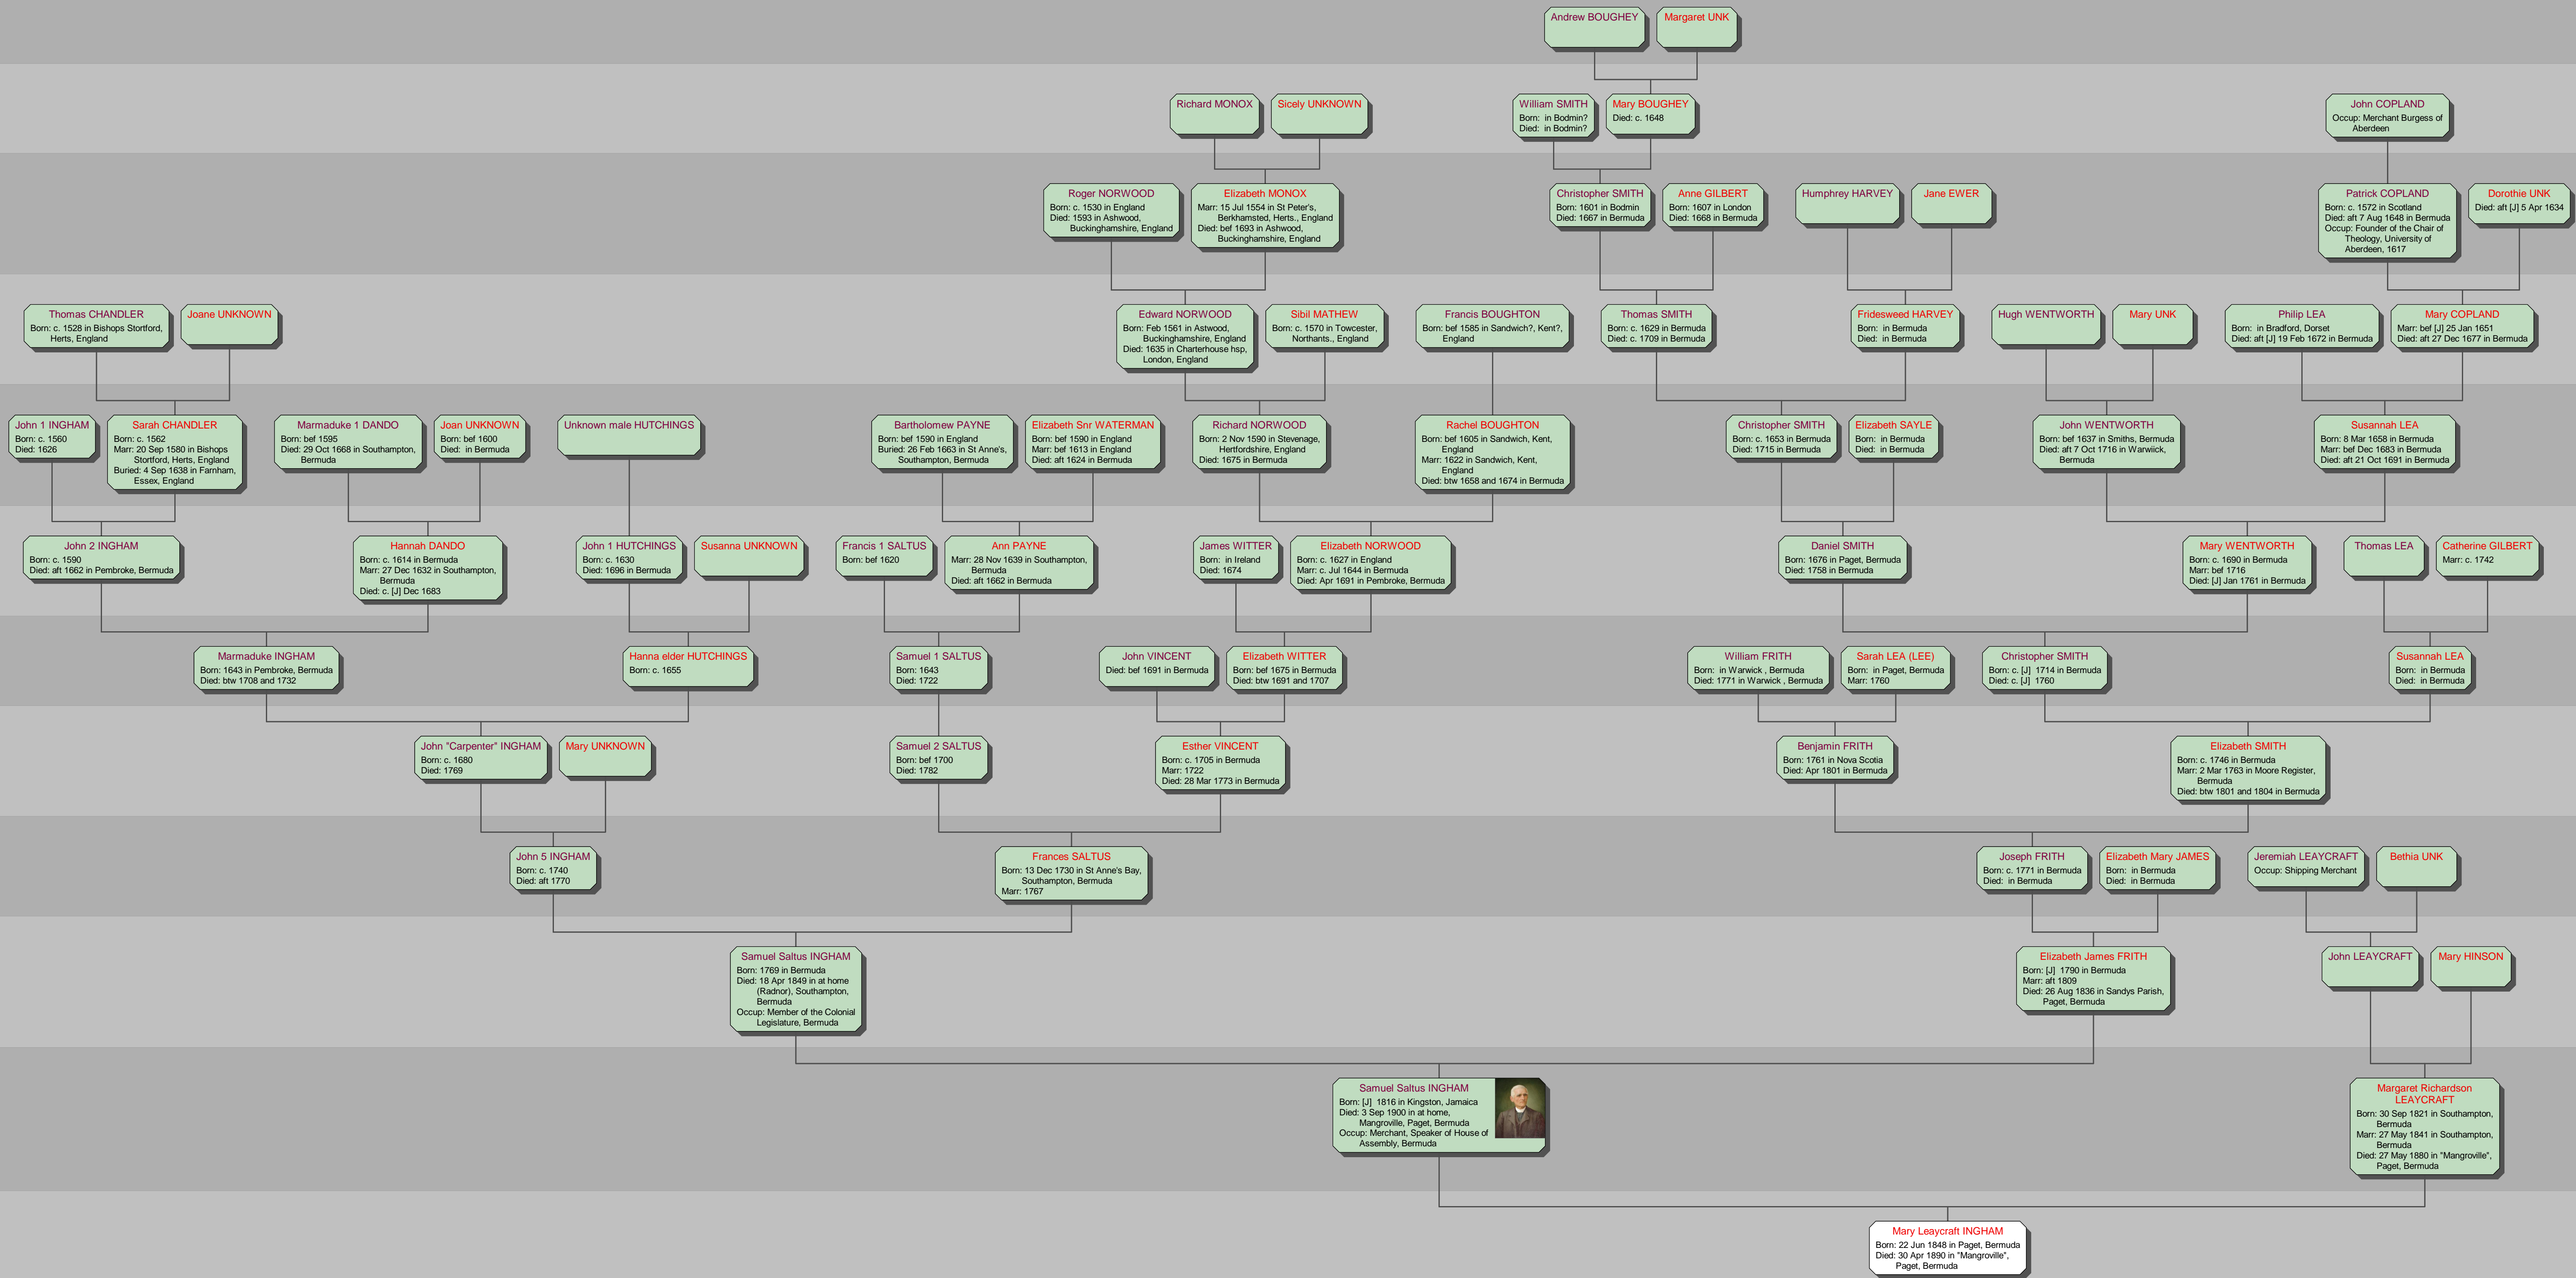 Andrew BOUGHEY
Margaret UNK
Richard MONOX
Sicely UNKNOWN
William SMITH
Born: in Bodmin?
Died: in Bodmin?
Mary BOUGHEY
Died: c. 1648
John COPLAND
Occup: Merchant Burgess of
Aberdeen
Roger NORWOOD
Born: c. 1530 in England
Died: 1593 in Ashwood,
Buckinghamshire, England
Elizabeth MONOX
Marr: 15 Jul 1554 in St Peter's,
Berkhamsted, Herts., England
Died: bef 1693 in Ashwood,
Buckinghamshire, England
Christopher SMITH
Born: 1601 in Bodmin
Died: 1667 in Bermuda
Anne GILBERT
Born: 1607 in London
Died: 1668 in Bermuda
Humphrey HARVEY
Jane EWER
Patrick COPLAND
Born: c. 1572 in Scotland
Died: aft 7 Aug 1648 in Bermuda
Occup: Founder of the Chair of
Theology, University of
Aberdeen, 1617
Dorothie UNK
Died: aft [J] 5 Apr 1634
Thomas CHANDLER
Born: c. 1528 in Bishops Stortford,
Herts, England
Joane UNKNOWN
Edward NORWOOD
Born: Feb 1561 in Astwood,
Buckinghamshire, England
Died: 1635 in Charterhouse hsp,
London, England
Sibil MATHEW
Born: c. 1570 in Towcester,
Northants., England
Francis BOUGHTON
Born: bef 1585 in Sandwich?, Kent?,
England
Thomas SMITH
Born: c. 1629 in Bermuda
Died: c. 1709 in Bermuda
Fridesweed HARVEY
Born: in Bermuda
Died: in Bermuda
Hugh WENTWORTH
Mary UNK
Philip LEA
Born: in Bradford, Dorset
Died: aft [J] 19 Feb 1672 in Bermuda
Mary COPLAND
Marr: bef [J] 25 Jan 1651
Died: aft 27 Dec 1677 in Bermuda
John 1 INGHAM
Born: c. 1560
Died: 1626
Sarah CHANDLER
Born: c. 1562
Marr: 20 Sep 1580 in Bishops
Stortford, Herts, England
Buried: 4 Sep 1638 in Farnham,
Essex, England
Marmaduke 1 DANDO
Born: bef 1595
Died: 29 Oct 1668 in Southampton,
Bermuda
Joan UNKNOWN
Born: bef 1600
Died: in Bermuda
Unknown male HUTCHINGS
Bartholomew PAYNE
Born: bef 1590 in England
Buried: 26 Feb 1663 in St Anne's,
Southampton, Bermuda
Elizabeth Snr WATERMAN
Born: bef 1590 in England
Marr: bef 1613 in England
Died: aft 1624 in Bermuda
Richard NORWOOD
Born: 2 Nov 1590 in Stevenage,
Hertfordshire, England
Died: 1675 in Bermuda
Rachel BOUGHTON
Born: bef 1605 in Sandwich, Kent,
England
Marr: 1622 in Sandwich, Kent,
England
Died: btw 1658 and 1674 in Bermuda
Christopher SMITH
Born: c. 1653 in Bermuda
Died: 1715 in Bermuda
Elizabeth SAYLE
Born: in Bermuda
Died: in Bermuda
John WENTWORTH
Born: bef 1637 in Smiths, Bermuda
Died: aft 7 Oct 1716 in Warwiick,
Bermuda
Susannah LEA
Born: 8 Mar 1658 in Bermuda
Marr: bef Dec 1683 in Bermuda
Died: aft 21 Oct 1691 in Bermuda
John 2 INGHAM
Born: c. 1590
Died: aft 1662 in Pembroke, Bermuda
Hannah DANDO
Born: c. 1614 in Bermuda
Marr: 27 Dec 1632 in Southampton,
Bermuda
Died: c. [J] Dec 1683
John 1 HUTCHINGS
Born: c. 1630
Died: 1696 in Bermuda
Susanna UNKNOWN
Francis 1 SALTUS
Born: bef 1620
Ann PAYNE
Marr: 28 Nov 1639 in Southampton,
Bermuda
Died: aft 1662 in Bermuda
James WITTER
Born: in Ireland
Died: 1674
Elizabeth NORWOOD
Born: c. 1627 in England
Marr: c. Jul 1644 in Bermuda
Died: Apr 1691 in Pembroke, Bermuda
Daniel SMITH
Born: 1676 in Paget, Bermuda
Died: 1758 in Bermuda
Mary WENTWORTH
Born: c. 1690 in Bermuda
Marr: bef 1716
Died: [J] Jan 1761 in Bermuda
Thomas LEA
Catherine GILBERT
Marr: c. 1742
Marmaduke INGHAM
Born: 1643 in Pembroke, Bermuda
Died: btw 1708 and 1732
Hanna elder HUTCHINGS
Born: c. 1655
Samuel 1 SALTUS
Born: 1643
Died: 1722
John VINCENT
Died: bef 1691 in Bermuda
Elizabeth WITTER
Born: bef 1675 in Bermuda
Died: btw 1691 and 1707
William FRITH
Born: in Warwick , Bermuda
Died: 1771 in Warwick , Bermuda
Sarah LEA (LEE)
Born: in Paget, Bermuda
Marr: 1760
Christopher SMITH
Born: c. [J] 1714 in Bermuda
Died: c. [J] 1760
Susannah LEA
Born: in Bermuda
Died: in Bermuda
John "Carpenter" INGHAM
Born: c. 1680
Died: 1769
Mary UNKNOWN
Samuel 2 SALTUS
Born: bef 1700
Died: 1782
Esther VINCENT
Born: c. 1705 in Bermuda
Marr: 1722
Died: 28 Mar 1773 in Bermuda
Benjamin FRITH
Born: 1761 in Nova Scotia
Died: Apr 1801 in Bermuda
Elizabeth SMITH
Born: c. 1746 in Bermuda
Marr: 2 Mar 1763 in Moore Register,
Bermuda
Died: btw 1801 and 1804 in Bermuda
John 5 INGHAM
Born: c. 1740
Died: aft 1770
Frances SALTUS
Born: 13 Dec 1730 in St Anne's Bay,
Southampton, Bermuda
Marr: 1767
Joseph FRITH
Born: c. 1771 in Bermuda
Died: in Bermuda
Elizabeth Mary JAMES
Born: in Bermuda
Died: in Bermuda
Jeremiah LEAYCRAFT
Occup: Shipping Merchant
Bethia UNK
Samuel Saltus INGHAM
Born: 1769 in Bermuda
Died: 18 Apr 1849 in at home
(Radnor), Southampton,
Bermuda
Occup: Member of the Colonial
Legislature, Bermuda
Elizabeth James FRITH
Born: [J] 1790 in Bermuda
Marr: aft 1809
Died: 26 Aug 1836 in Sandys Parish,
Paget, Bermuda
John LEAYCRAFT
Mary HINSON
Samuel Saltus INGHAM
Born: [J] 1816 in Kingston, Jamaica
Died: 3 Sep 1900 in at home,
Mangroville, Paget, Bermuda
Occup: Merchant, Speaker of House of
Assembly, Bermuda
Margaret Richardson
LEAYCRAFT
Born: 30 Sep 1821 in Southampton,
Bermuda
Marr: 27 May 1841 in Southampton,
Bermuda
Died: 27 May 1880 in "Mangroville",
Paget, Bermuda
Mary Leaycraft INGHAM
Born: 22 Jun 1848 in Paget, Bermuda
Died: 30 Apr 1890 in "Mangroville",
Paget, Bermuda